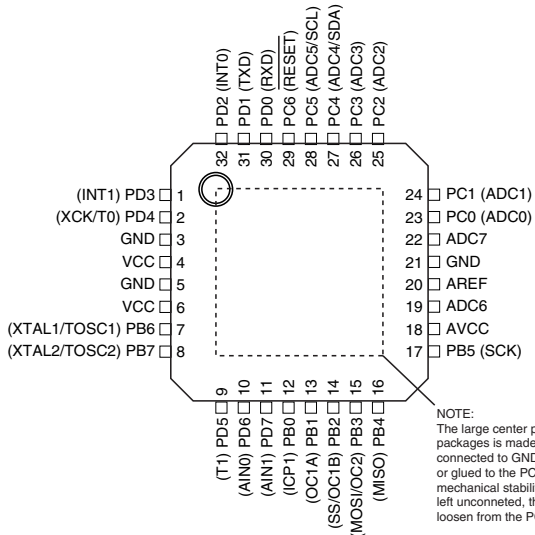 32 PD2 (INT0)
31 PD1 (TXD)
30 PD0 (RXD)
29 PC6 (RESET)
28 PC5 (ADC5/SCL)
27 PC4 (ADC4/SDA)
26 PC3 (ADC3)
25 PC2 (ADC2)
(INT1) PD3 1
(XCK/T0) PD4 2
GND 3
VCC 4
GND 5
VCC 6
(XTAL1/TOSC1) PB6 7
(XTAL2/TOSC2) PB7 8
24 PC1 (ADC1)
23 PC0 (ADC0)
22 ADC7
21 GND
20 AREF
19 ADC6
18 AVCC
17 PB5 (SCK)
(T1) PD5 9
(AIN0) PD6 10
(AIN1) PD7 11
(ICP1) PB0 12
(OC1A) PB1 13
(SS/OC1B) PB2 14
(MOSI/OC2) PB3 15
(MISO) PB4 16
NOTE:
The large center
packages is made
connected to GND
or glued to the
mechanical
left unconneted,
loosen from the